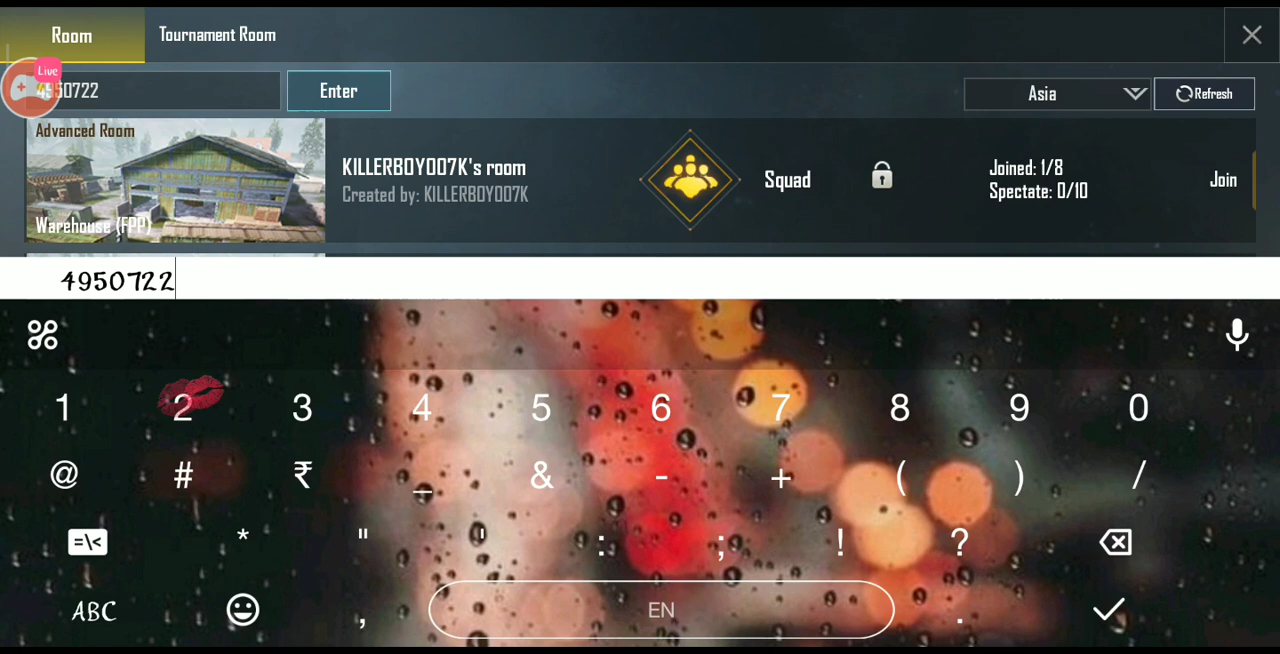 Room
Tournament Room
Live
4950722
Enter
Asia
Refresh
Advanced Room
Warehouse (FPP)
KILLERBOY007K's room
Created by: KILLERBOY007K
Squad
Joined: 1/8
Spectate: 0/10
Join
4950722
1 2 3 4 5 6 7 8 9 0
@ # ₹ _ & - + ( ) /
=\< * " ' : ; ! ?
ABC , EN .